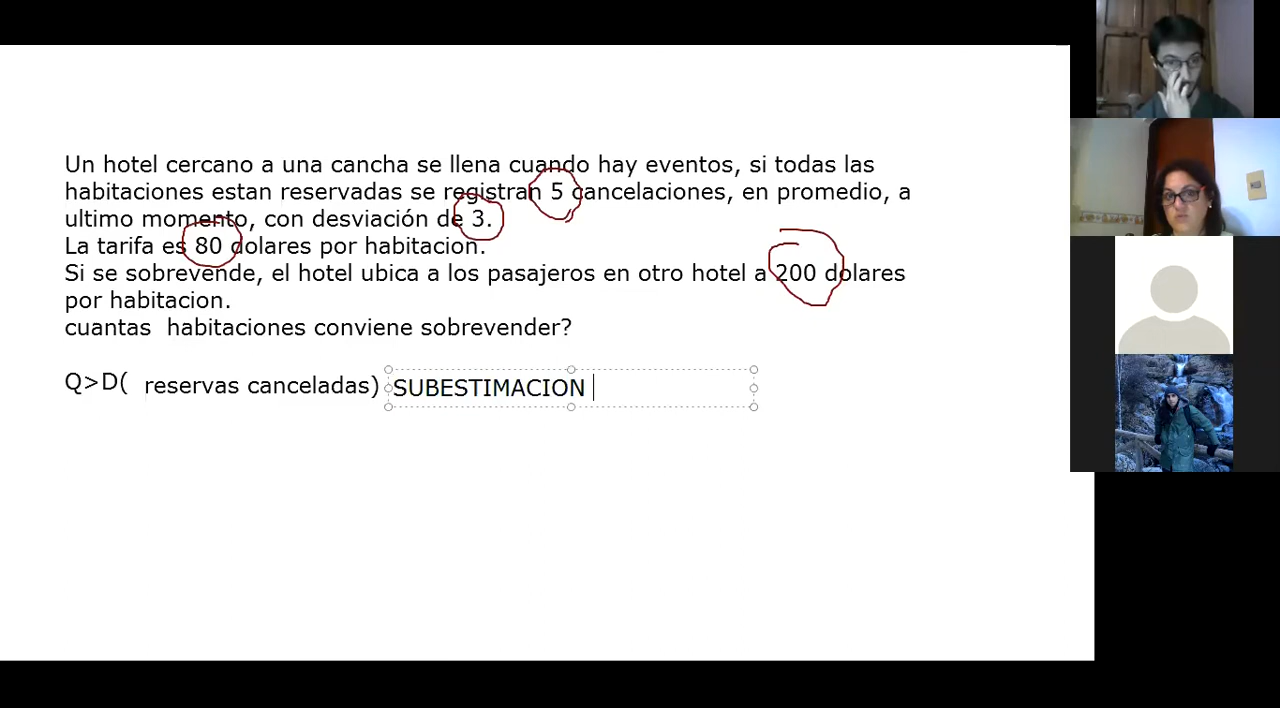 Un hotel cercano a una cancha se llena cuando hay eventos, si todas las
habitaciones estan reservadas se registran 5 cancelaciones, en promedio, a
ultimo momento, con desviación de 3.
La tarifa es 80 dolares por habitacion.
Si se sobrevende, el hotel ubica a los pasajeros en otro hotel a 200 dolares
por habitacion.
cuantas habitaciones conviene sobrevender?
Q>D( reservas canceladas) SUBESTIMACION